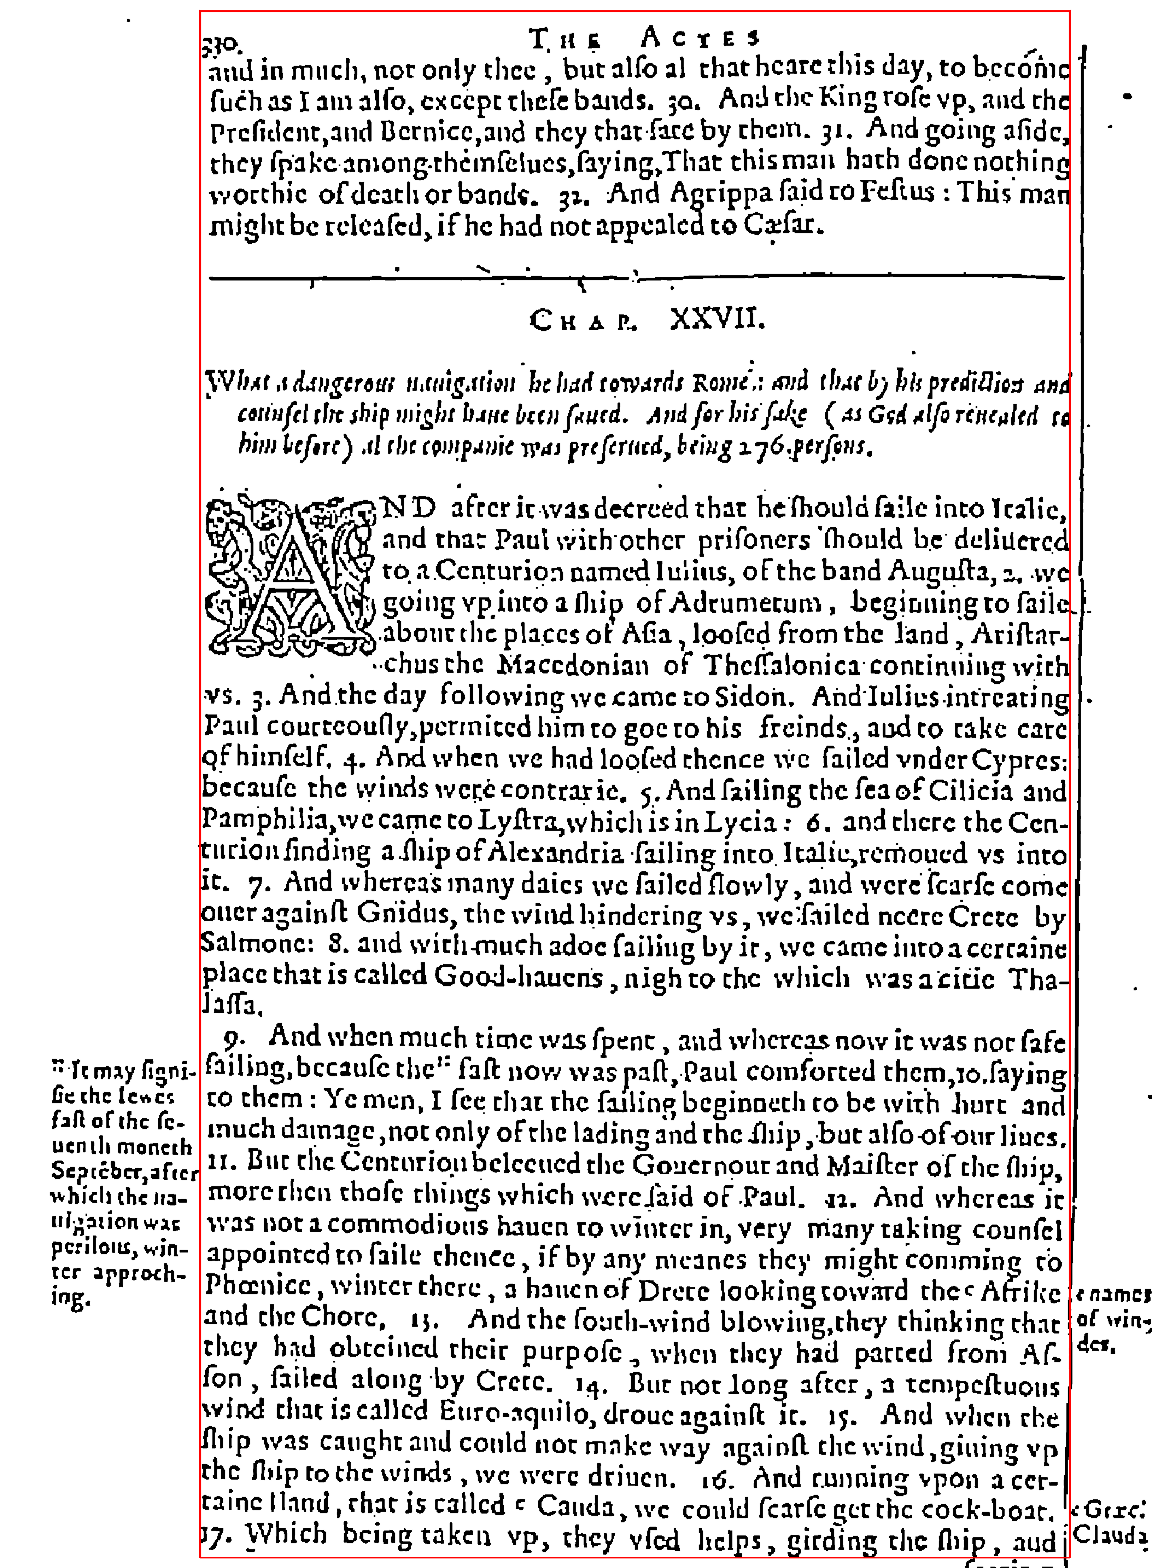 330.
THE ACTES
and in much, not only thee, but alſo al that heare this day, to become
ſuch as I am alſo, except theſe bands. 30. And the King roſe vp, and the
Preſident, and Bernice, and they that ſate by them. 31. And going aſide,
they ſpake among themſelues, ſaying, That this man hath done nothing
worthie of death or bands. 32. And Agrippa ſaid to Feſtus: This man
might be releaſed, if he had not appealed to Cæſar.
CHAP. XXVII.
What a dangerous nauigation he had towards Rome: and that by his prediction and
counſel the ship might haue been ſaued. And for his ſake (as God alſo reuealed to
him before) al the companie was preſerued, being 276. perſons.
AND after it was decreed that he ſhould ſaile into Italie,
and that Paul with other priſoners ſhould be deliuered
to a Centurion named Iulius, of the band Auguſta, 2. we
going vp into a ſhip of Adrumetum, beginning to ſaile
about the places of Aſia, looſed from the land, Ariſtar-
chus the Macedonian of Theſſalonica continuing with
vs. 3. And the day following we came to Sidon. And Iulius intreating
Paul courteouſly, permited him to goe to his freinds, and to take care
of himſelf. 4. And when we had looſed thence we ſailed vnder Cypres:
becauſe the winds were contrarie. 5. And ſailing the ſea of Cilicia and
Pamphilia, we came to Lyſtra, which is in Lycia: 6. and there the Cen-
turion finding a ſhip of Alexandria ſailing into Italie, remoued vs into
it. 7. And whereas many daies we ſailed ſlowly, and were ſcarſe come
ouer againſt Gnidus, the wind hindering vs, we ſailed neere Crete by
Salmone: 8. and with much adoe ſailing by it, we came into a certaine
place that is called Good-hauens, nigh to the which was a citie Tha-
laſſa.
9. And when much time was ſpent, and whereas now it was not ſafe
ſailing, becauſe the :: faſt now was paſt, Paul comforted them, 10. ſaying
to them: Ye men, I ſee that the ſailing beginneth to be with hurt and
much damage, not only of the lading and the ſhip, but alſo of our liues.
11. But the Centurion beleeued the Gouernour and Maiſter of the ſhip,
more then thoſe things which were ſaid of Paul. 12. And whereas it
was not a commodious hauen to winter in, very many taking counſel
appointed to ſaile thence, if by any meanes they might comming to
Phœnice, winter there, a hauen of Drete looking toward the c Afrike
and the Chore. 13. And the ſouth-wind blowing, they thinking that
they had obteined their purpoſe, when they had parted from Aſ-
ſon, ſailed along by Crete. 14. But not long after, a tempeſtuous
wind that is called Euro-aquilo, droue againſt it. 15. And when the
ſhip was caught and could not make way againſt the wind, giuing vp
the ſhip to the winds, we were driuen. 16. And running vpon a cer-
taine Iland, that is called c Cauda, we could ſcarſe get the cock-boat.
17. Which being taken vp, they vſed helps, girding the ſhip, and
:: It may ſigni-
fie the Iewes
faſt of the ſe-
uenth moneth
Septẽber, after
which the na-
uigation was
perilous, win-
ter approch-
ing.
c names
of win-
des.
c Gree.
Clauda